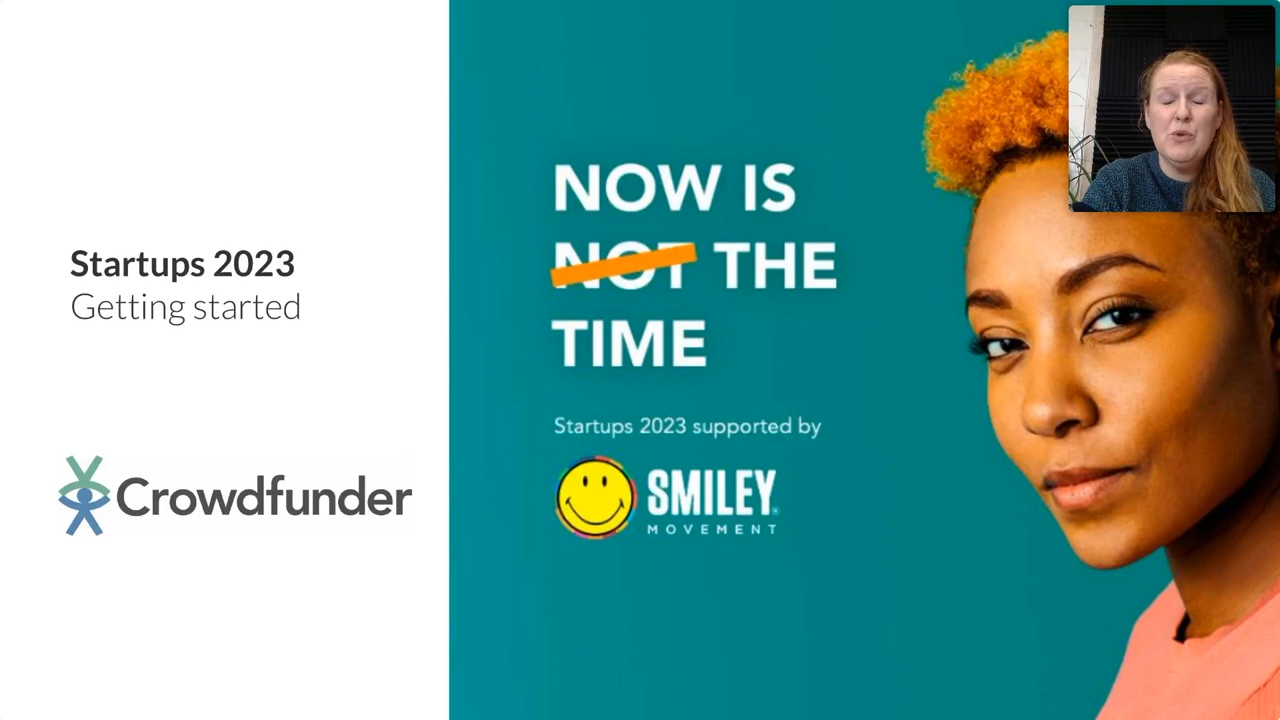 Startups 2023
Getting started
Crowdfunder
NOW IS
NOT THE
TIME
Startups 2023 supported by
SMILEY®
MOVEMENT